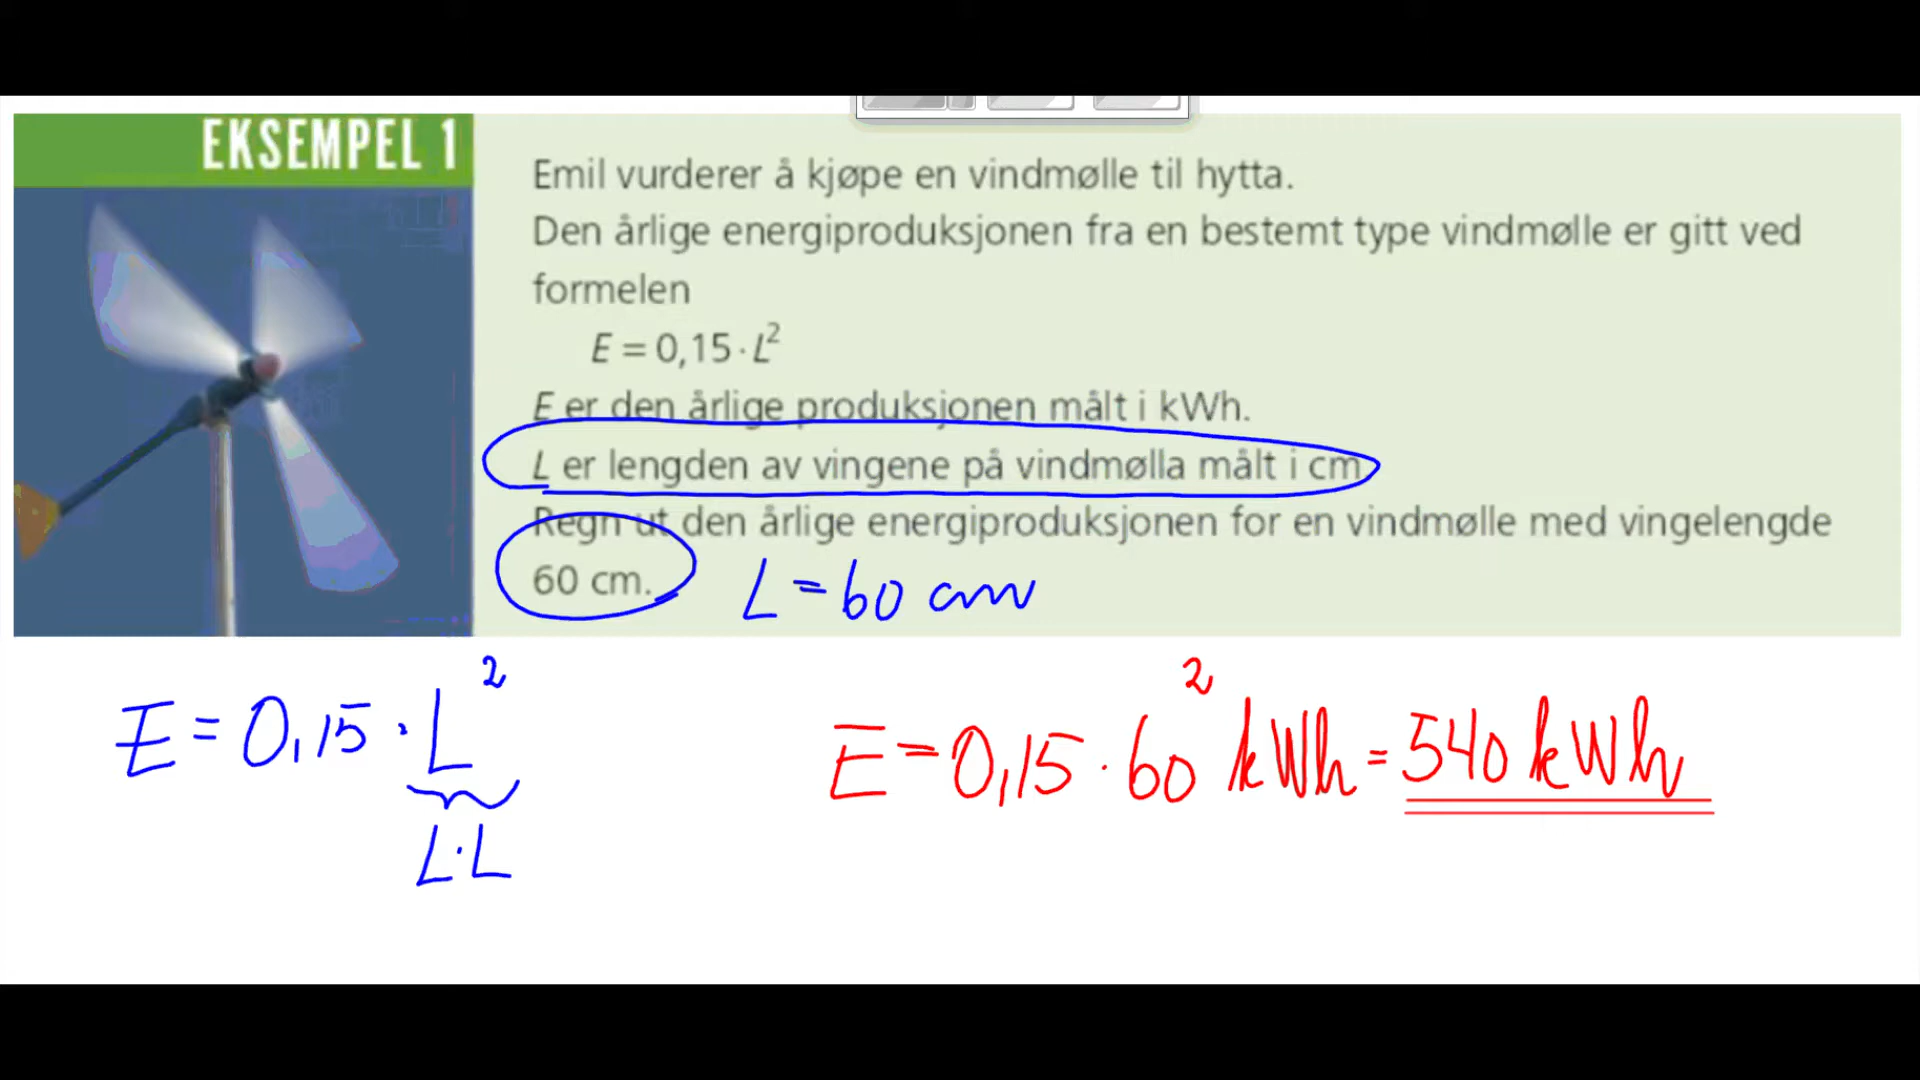 EKSEMPEL 1
Emil vurderer å kjøpe en vindmølle til hytta.
Den årlige energiproduksjonen fra en bestemt type vindmølle er gitt ved
formelen
E = 0,15 · L²
E er den årlige produksjonen målt i kWh.
L er lengden av vingene på vindmølla målt i cm
Regn ut den årlige energiproduksjonen for en vindmølle med vingelengde
60 cm.
L = 60 cm
E = 0,15 · L²
L · L
E = 0,15 · 60² kWh = 540 kWh